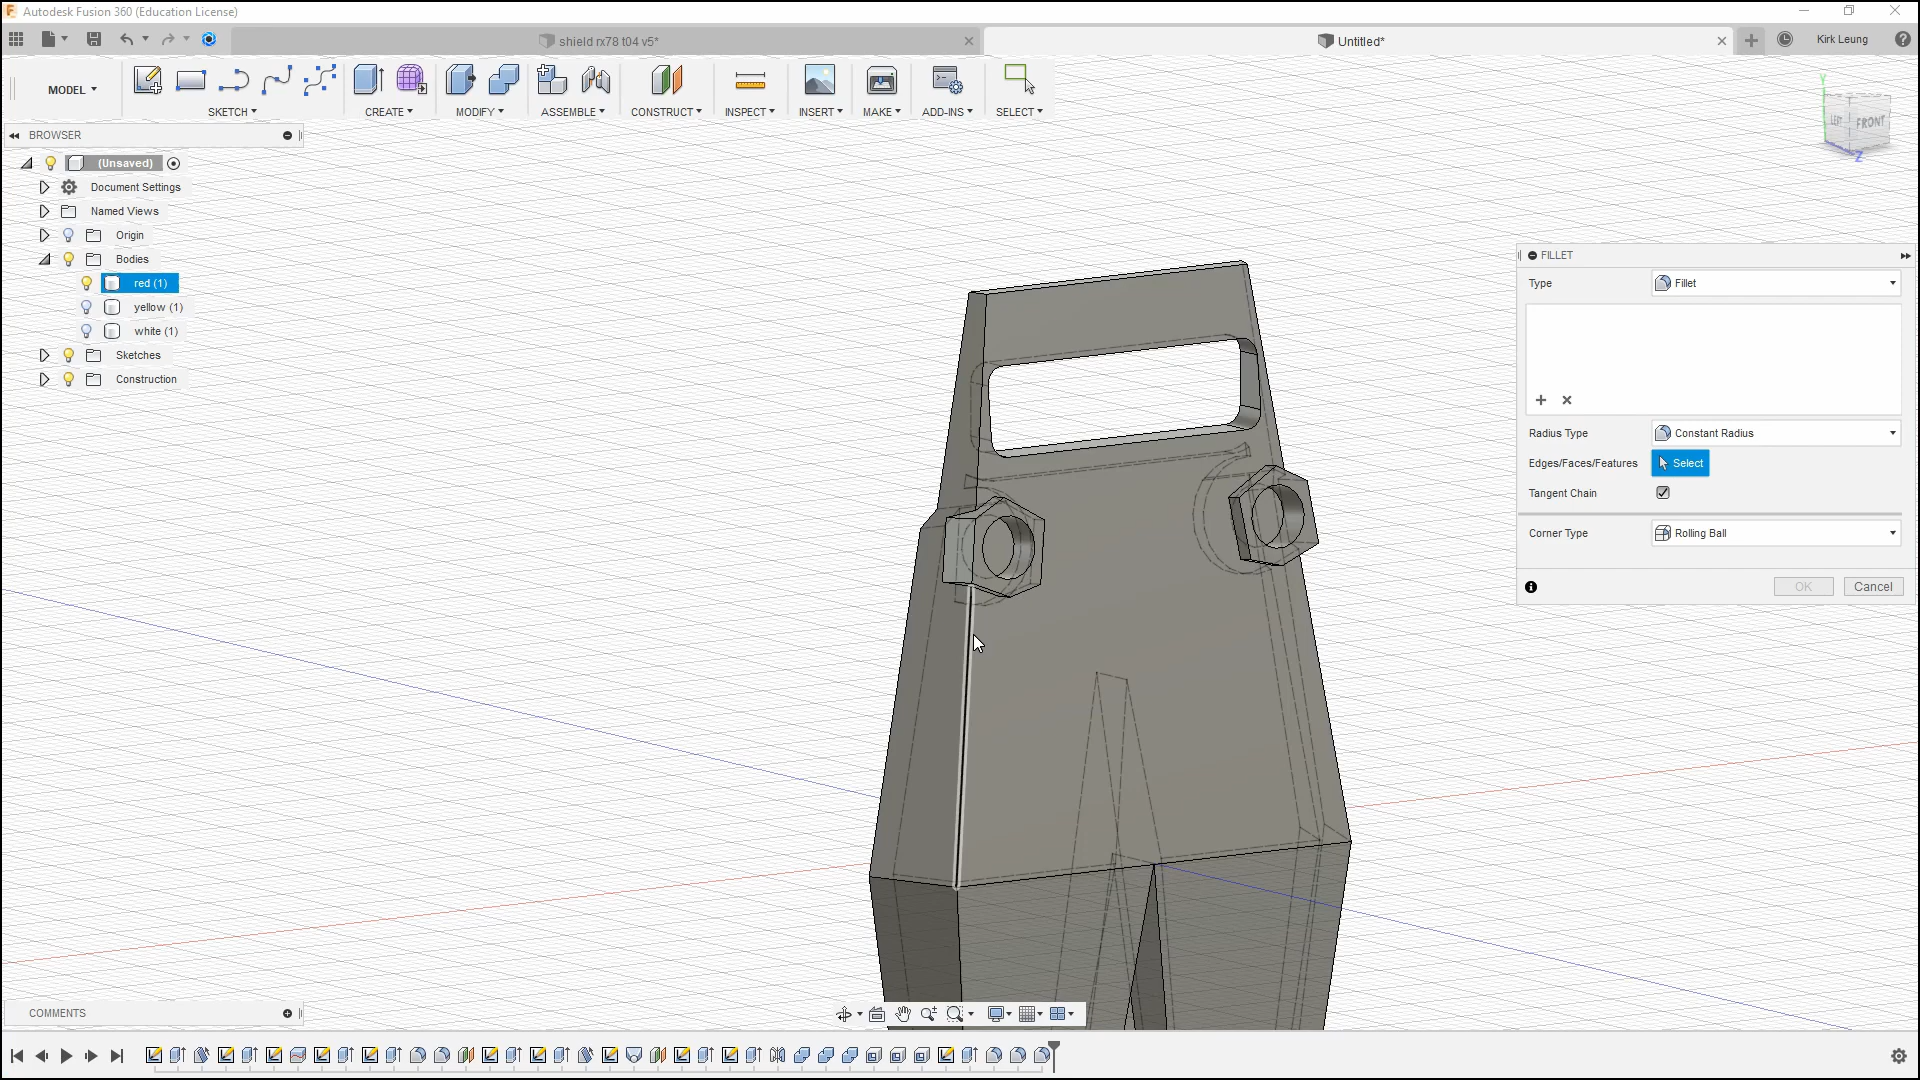 Autodesk Fusion 360 (Education License)
shield rx78 t04 v5*
Untitled*
Kirk Leung
MODEL
SKETCH
CREATE
MODIFY
ASSEMBLE
CONSTRUCT
INSPECT
INSERT
MAKE
ADD-INS
SELECT
BROWSER
(Unsaved)
Document Settings
Named Views
Origin
Bodies
red (1)
yellow (1)
white (1)
Sketches
Construction
Y
LEFT
FRONT
Z
FILLET
Type
Fillet
Radius Type
Constant Radius
Edges/Faces/Features
Select
Tangent Chain
Corner Type
Rolling Ball
OK
Cancel
COMMENTS